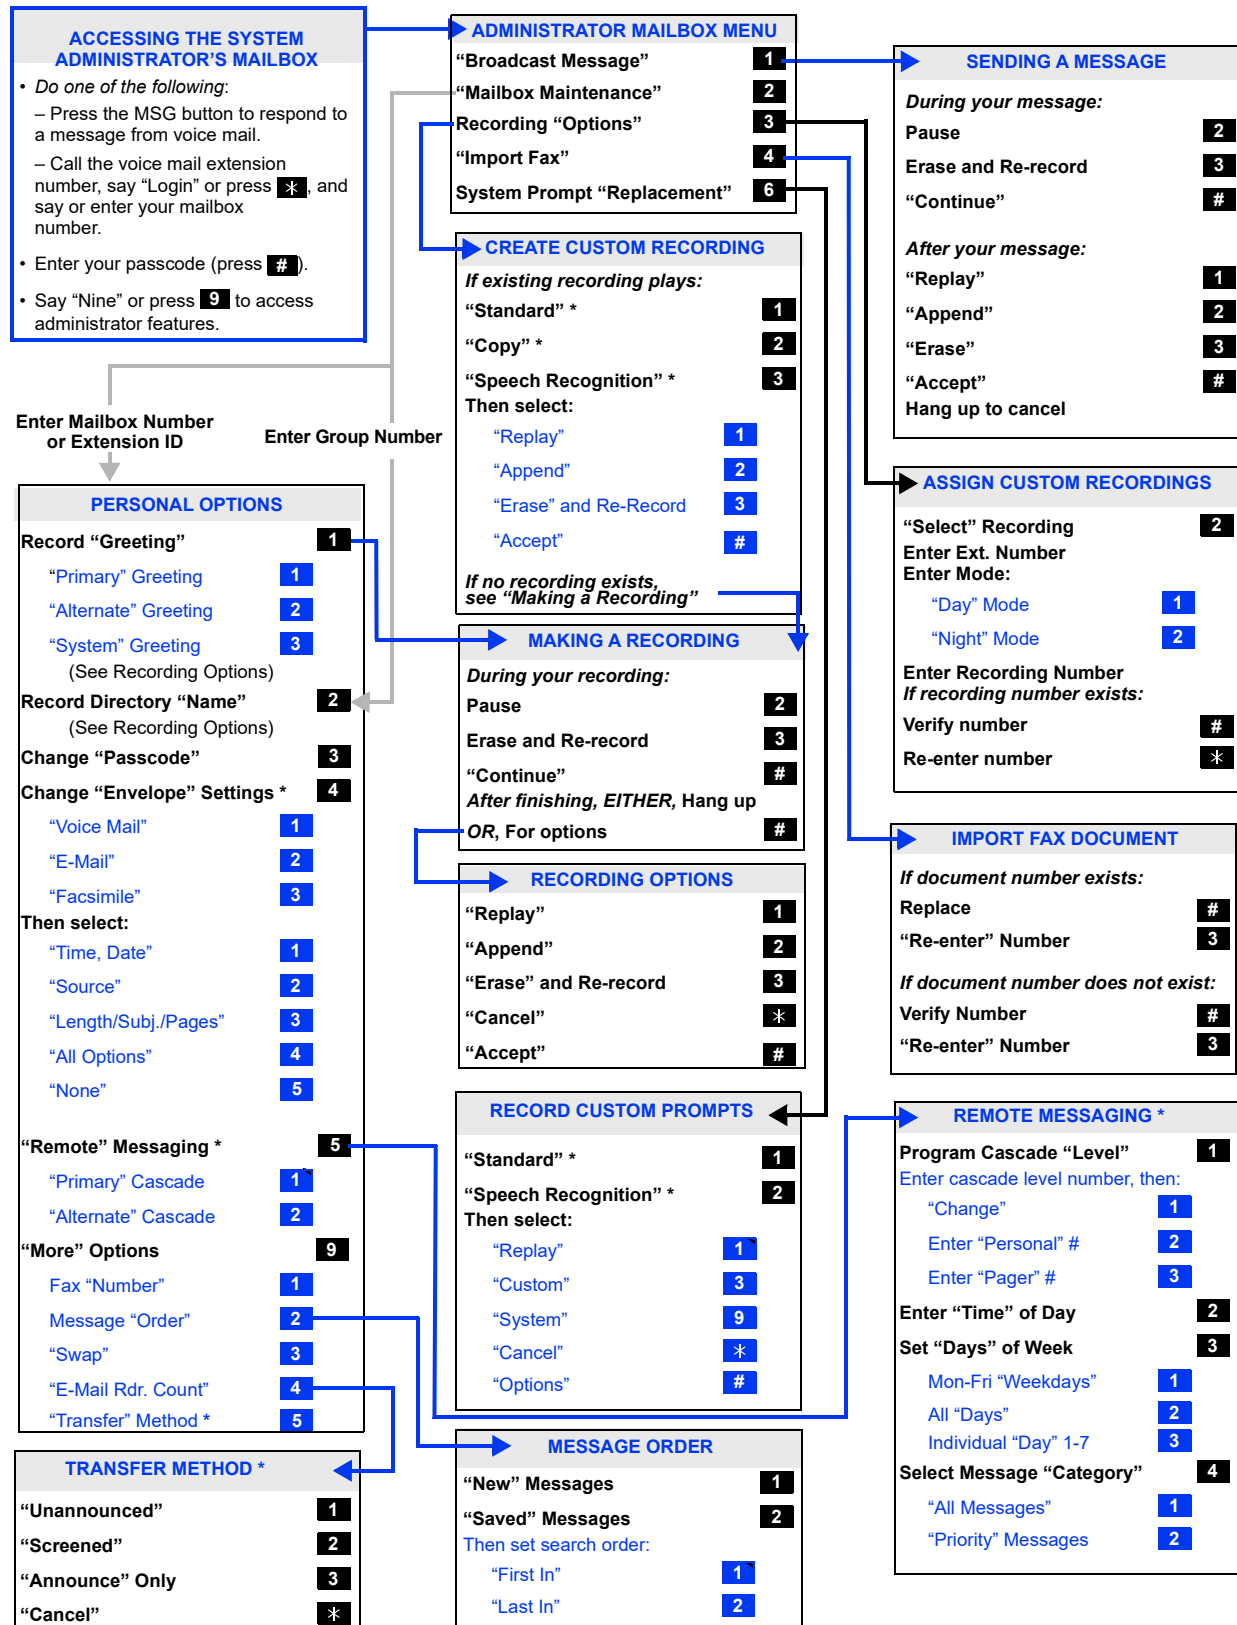 ACCESSING THE SYSTEM
ADMINISTRATOR’S MAILBOX
• Do one of the following:
– Press the MSG button to respond to
a message from voice mail.
– Call the voice mail extension
number, say “Login” or press *, and
say or enter your mailbox
number.
• Enter your passcode (press #).
• Say “Nine” or press 9 to access
administrator features.
Enter Mailbox Number
or Extension ID
Enter Group Number
PERSONAL OPTIONS
Record “Greeting” 1
“Primary” Greeting 1
“Alternate” Greeting 2
“System” Greeting 3
(See Recording Options)
Record Directory “Name” 2
(See Recording Options)
Change “Passcode” 3
Change “Envelope” Settings * 4
“Voice Mail” 1
“E-Mail” 2
“Facsimile” 3
Then select:
“Time, Date” 1
“Source” 2
“Length/Subj./Pages” 3
“All Options” 4
“None” 5
“Remote” Messaging * 5
“Primary” Cascade 1
“Alternate” Cascade 2
“More” Options 9
Fax “Number” 1
Message “Order” 2
“Swap” 3
“E-Mail Rdr. Count” 4
“Transfer” Method * 5
TRANSFER METHOD *
“Unannounced” 1
“Screened” 2
“Announce” Only 3
“Cancel” *
ADMINISTRATOR MAILBOX MENU
“Broadcast Message” 1
“Mailbox Maintenance” 2
Recording “Options” 3
“Import Fax” 4
System Prompt “Replacement” 6
CREATE CUSTOM RECORDING
If existing recording plays:
“Standard” * 1
“Copy” * 2
“Speech Recognition” * 3
Then select:
“Replay” 1
“Append” 2
“Erase” and Re-Record 3
“Accept” #
If no recording exists,
see “Making a Recording”
MAKING A RECORDING
During your recording:
Pause 2
Erase and Re-record 3
“Continue” #
After finishing, EITHER, Hang up
OR, For options #
RECORDING OPTIONS
“Replay” 1
“Append” 2
“Erase” and Re-record 3
“Cancel” *
“Accept” #
RECORD CUSTOM PROMPTS
“Standard” * 1
“Speech Recognition” * 2
Then select:
“Replay” 1
“Custom” 3
“System” 9
“Cancel” *
“Options” #
MESSAGE ORDER
“New” Messages 1
“Saved” Messages 2
Then set search order:
“First In” 1
“Last In” 2
SENDING A MESSAGE
During your message:
Pause 2
Erase and Re-record 3
“Continue” #
After your message:
“Replay” 1
“Append” 2
“Erase” 3
“Accept” #
Hang up to cancel
ASSIGN CUSTOM RECORDINGS
“Select” Recording 2
Enter Ext. Number
Enter Mode:
“Day” Mode 1
“Night” Mode 2
Enter Recording Number
If recording number exists:
Verify number #
Re-enter number *
IMPORT FAX DOCUMENT
If document number exists:
Replace #
“Re-enter” Number 3
If document number does not exist:
Verify Number #
“Re-enter” Number 3
REMOTE MESSAGING *
Program Cascade “Level” 1
Enter cascade level number, then:
“Change” 1
Enter “Personal” # 2
Enter “Pager” # 3
Enter “Time” of Day 2
Set “Days” of Week 3
Mon-Fri “Weekdays” 1
All “Days” 2
Individual “Day” 1-7 3
Select Message “Category” 4
“All Messages” 1
“Priority” Messages 2